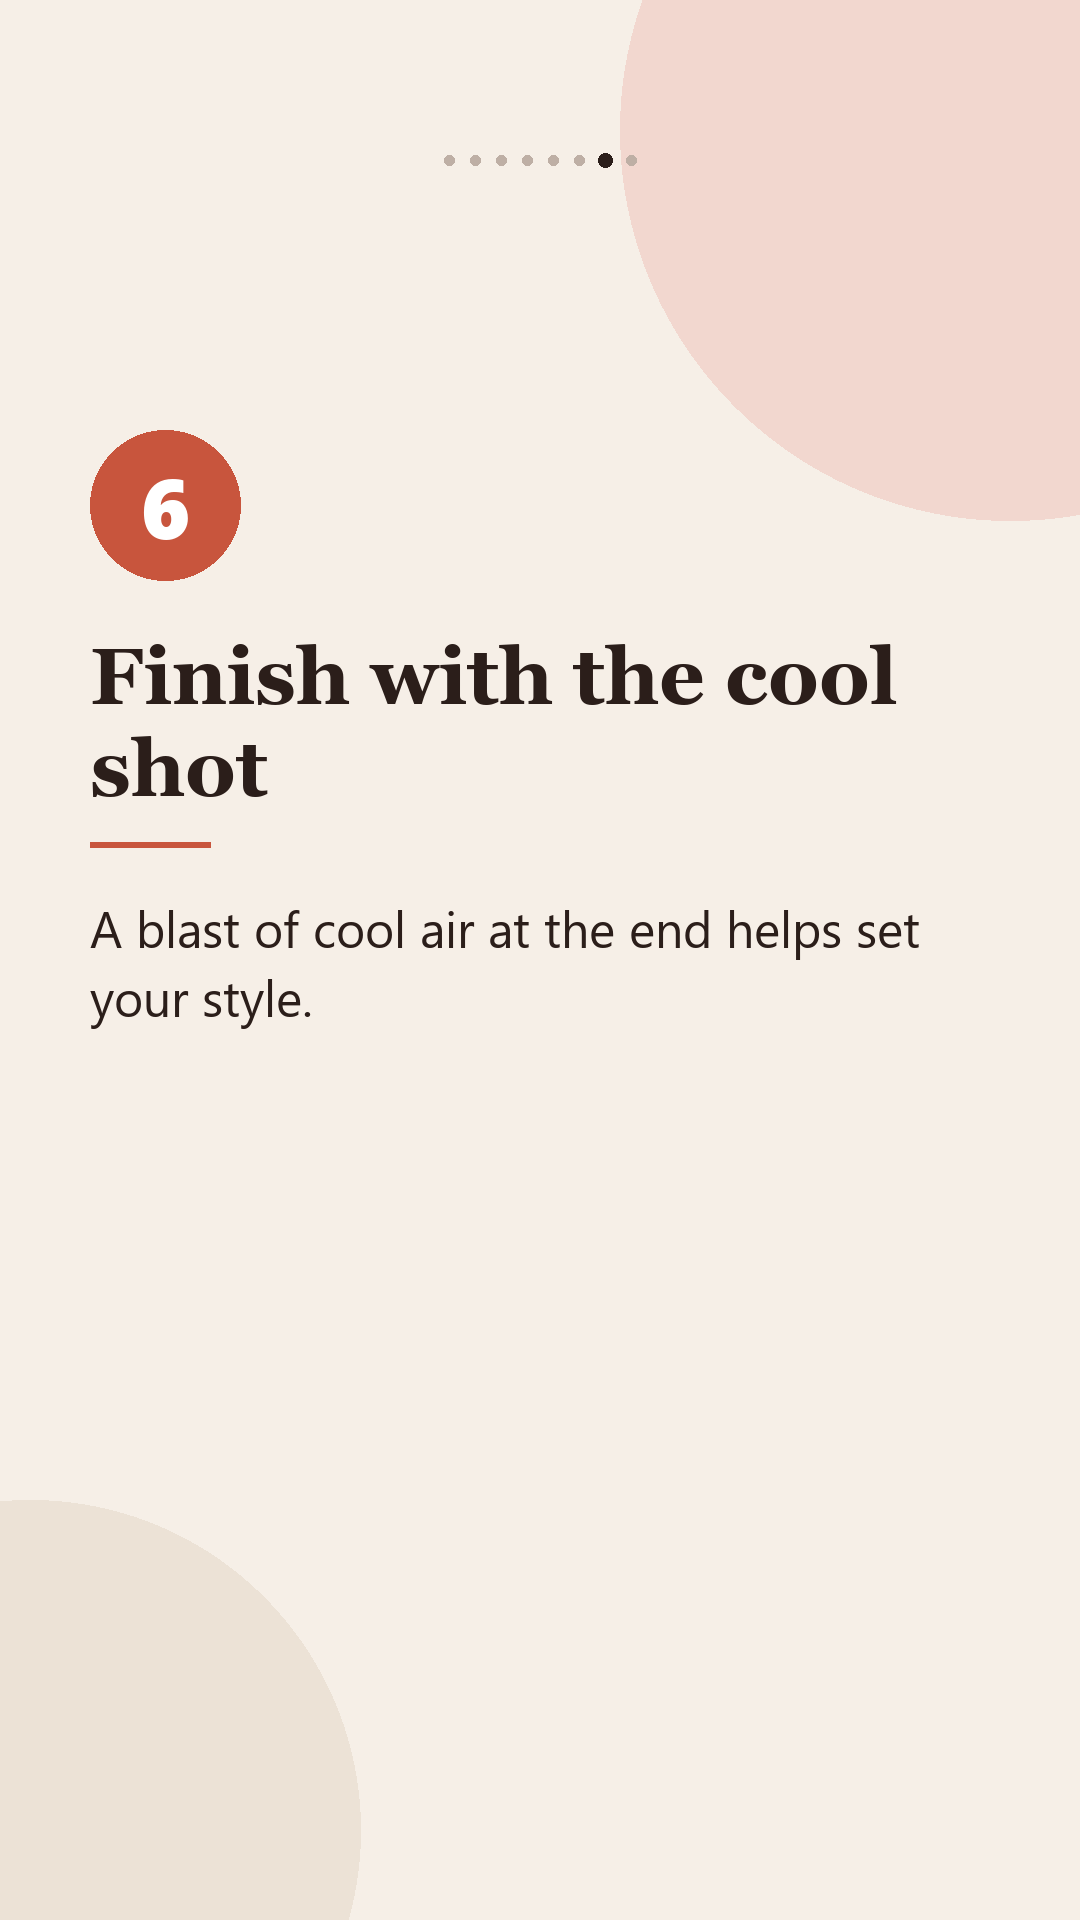 6
Finish with the cool
shot
A blast of cool air at the end helps set
your style.